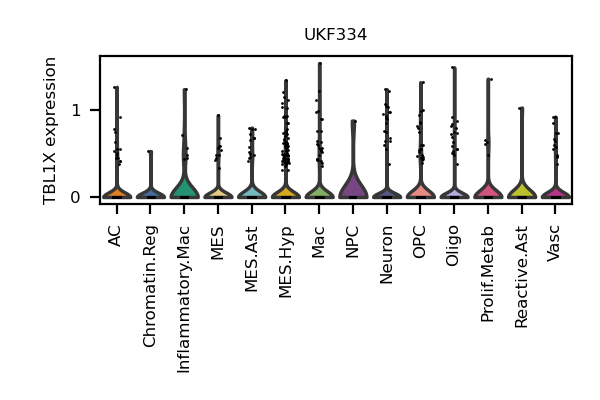 UKF334
TBL1X expression
1
0
AC
Chromatin.Reg
Inflammatory.Mac
MES
MES.Ast
MES.Hyp
Mac
NPC
Neuron
OPC
Oligo
Prolif.Metab
Reactive.Ast
Vasc